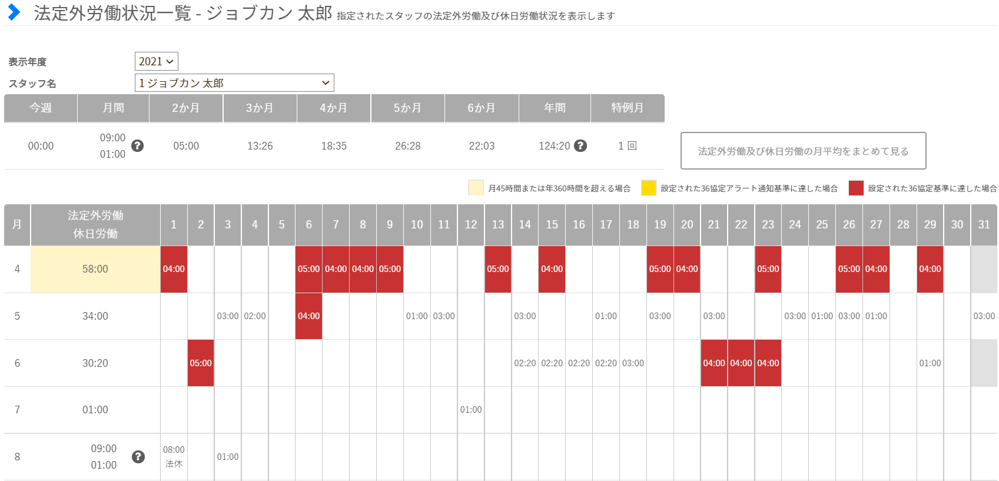 法定外労働状況一覧 - ジョブカン 太郎 指定されたスタッフの法定外労働及び休日労働状況を表示します
表示年度 2021
スタッフ名 1 ジョブカン 太郎
今週 月間 2か月 3か月 4か月 5か月 6か月 年間 特例月
00:00 09:00 01:00 ? 05:00 13:26 18:35 26:28 22:03 124:20 ? 1 回
法定外労働及び休日労働の月平均をまとめて見る
月45時間または年360時間を超える場合 設定された36協定アラート通知基準に達した場合 設定された36協定基準に達した場合
月 法定外労働 休日労働 1 2 3 4 5 6 7 8 9 10 11 12 13 14 15 16 17 18 19 20 21 22 23 24 25 26 27 28 29 30 31
4 58:00 04:00 05:00 04:00 04:00 05:00 05:00 04:00 05:00 04:00 05:00 05:00 04:00 04:00
5 34:00 03:00 02:00 04:00 01:00 03:00 03:00 01:00 03:00 03:00 03:00 01:00 03:00 01:00 03:00
6 30:20 05:00 02:20 02:20 02:20 02:20 03:00 04:00 04:00 04:00 01:00
7 01:00 01:00
8 09:00 01:00 ? 08:00 法休 01:00